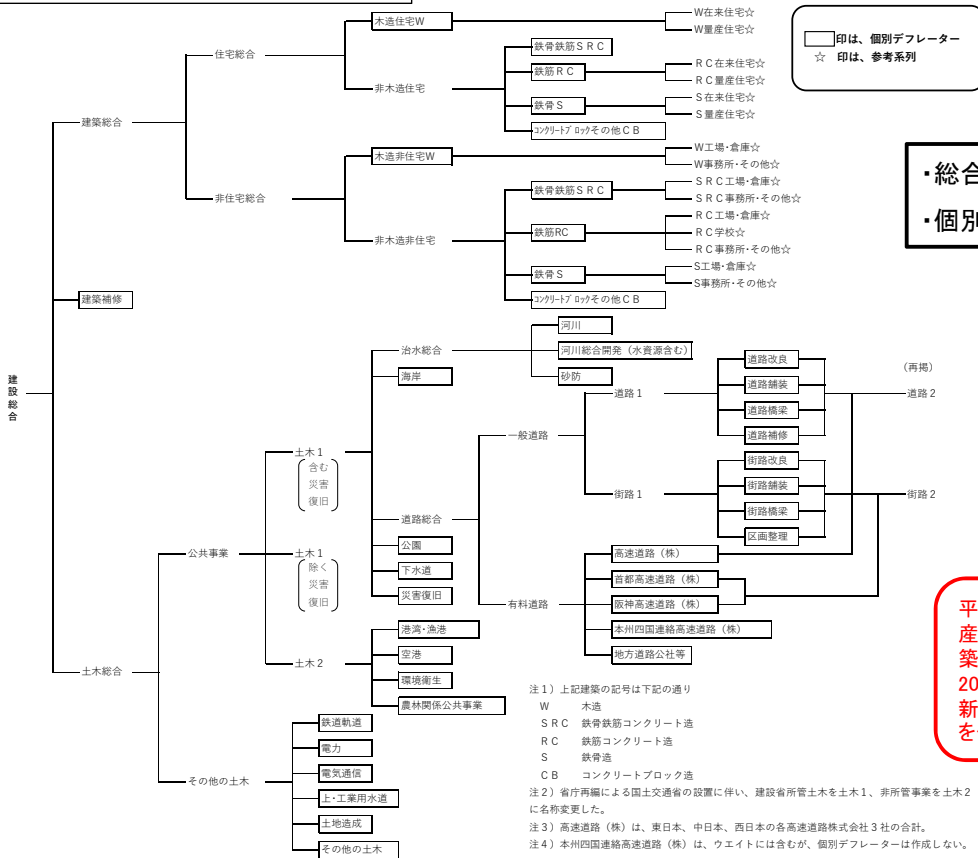 木造住宅W
W在来住宅☆
W量産住宅☆
住宅総合
鉄骨鉄筋ＳＲＣ
鉄筋ＲＣ
ＲＣ在来住宅☆
ＲＣ量産住宅☆
非木造住宅
鉄骨Ｓ
Ｓ在来住宅☆
Ｓ量産住宅☆
ｺﾝｸﾘｰﾄﾌﾞﾛｯｸその他ＣＢ
印は、個別デフレーター
☆　印は、参考系列
建築総合
木造非住宅W
W工場･倉庫☆
W事務所･その他☆
非住宅総合
鉄骨鉄筋ＳＲＣ
ＳＲＣ工場･倉庫☆
ＳＲＣ事務所･その他☆
鉄筋RC
ＲＣ工場･倉庫☆
ＲＣ学校☆
ＲＣ事務所･その他☆
非木造非住宅
鉄骨Ｓ
S工場･倉庫☆
S事務所･その他☆
ｺﾝｸﾘｰﾄﾌﾞﾛｯｸその他ＣＢ
・総合
・個別
建築補修
建設総合
治水総合
河川
河川総合開発（水資源含む）
砂防
海岸
土木１
含む
災害
復旧
道路総合
一般道路
道路１
道路改良
道路舗装
道路橋梁
道路補修
（再掲）
道路２
街路１
街路改良
街路舗装
街路橋梁
区画整理
街路２
公共事業
土木１
除く
災害
復旧
公園
下水道
災害復旧
有料道路
高速道路（株）
首都高速道路（株）
阪神高速道路（株）
本州四国連絡高速道路（株）
地方道路公社等
土木総合
土木２
港湾･漁港
空港
環境衛生
農林関係公共事業
その他の土木
鉄道軌道
電力
電気通信
上･工業用水道
土地造成
その他の土木
平
産
築
20
新
を
注１）上記建築の記号は下記の通り
W　木造
ＳＲＣ　鉄骨鉄筋コンクリート造
ＲＣ　鉄筋コンクリート造
S　鉄骨造
ＣＢ　コンクリートブロック造
注２）省庁再編による国土交通省の設置に伴い、建設省所管土木を土木１、非所管事業を土木２
に名称変更した。
注３）高速道路（株）は、東日本、中日本、西日本の各高速道路株式会社３社の合計。
注４）本州四国連絡高速道路（株）は、ウエイトには含むが、個別デフレーターは作成しない。